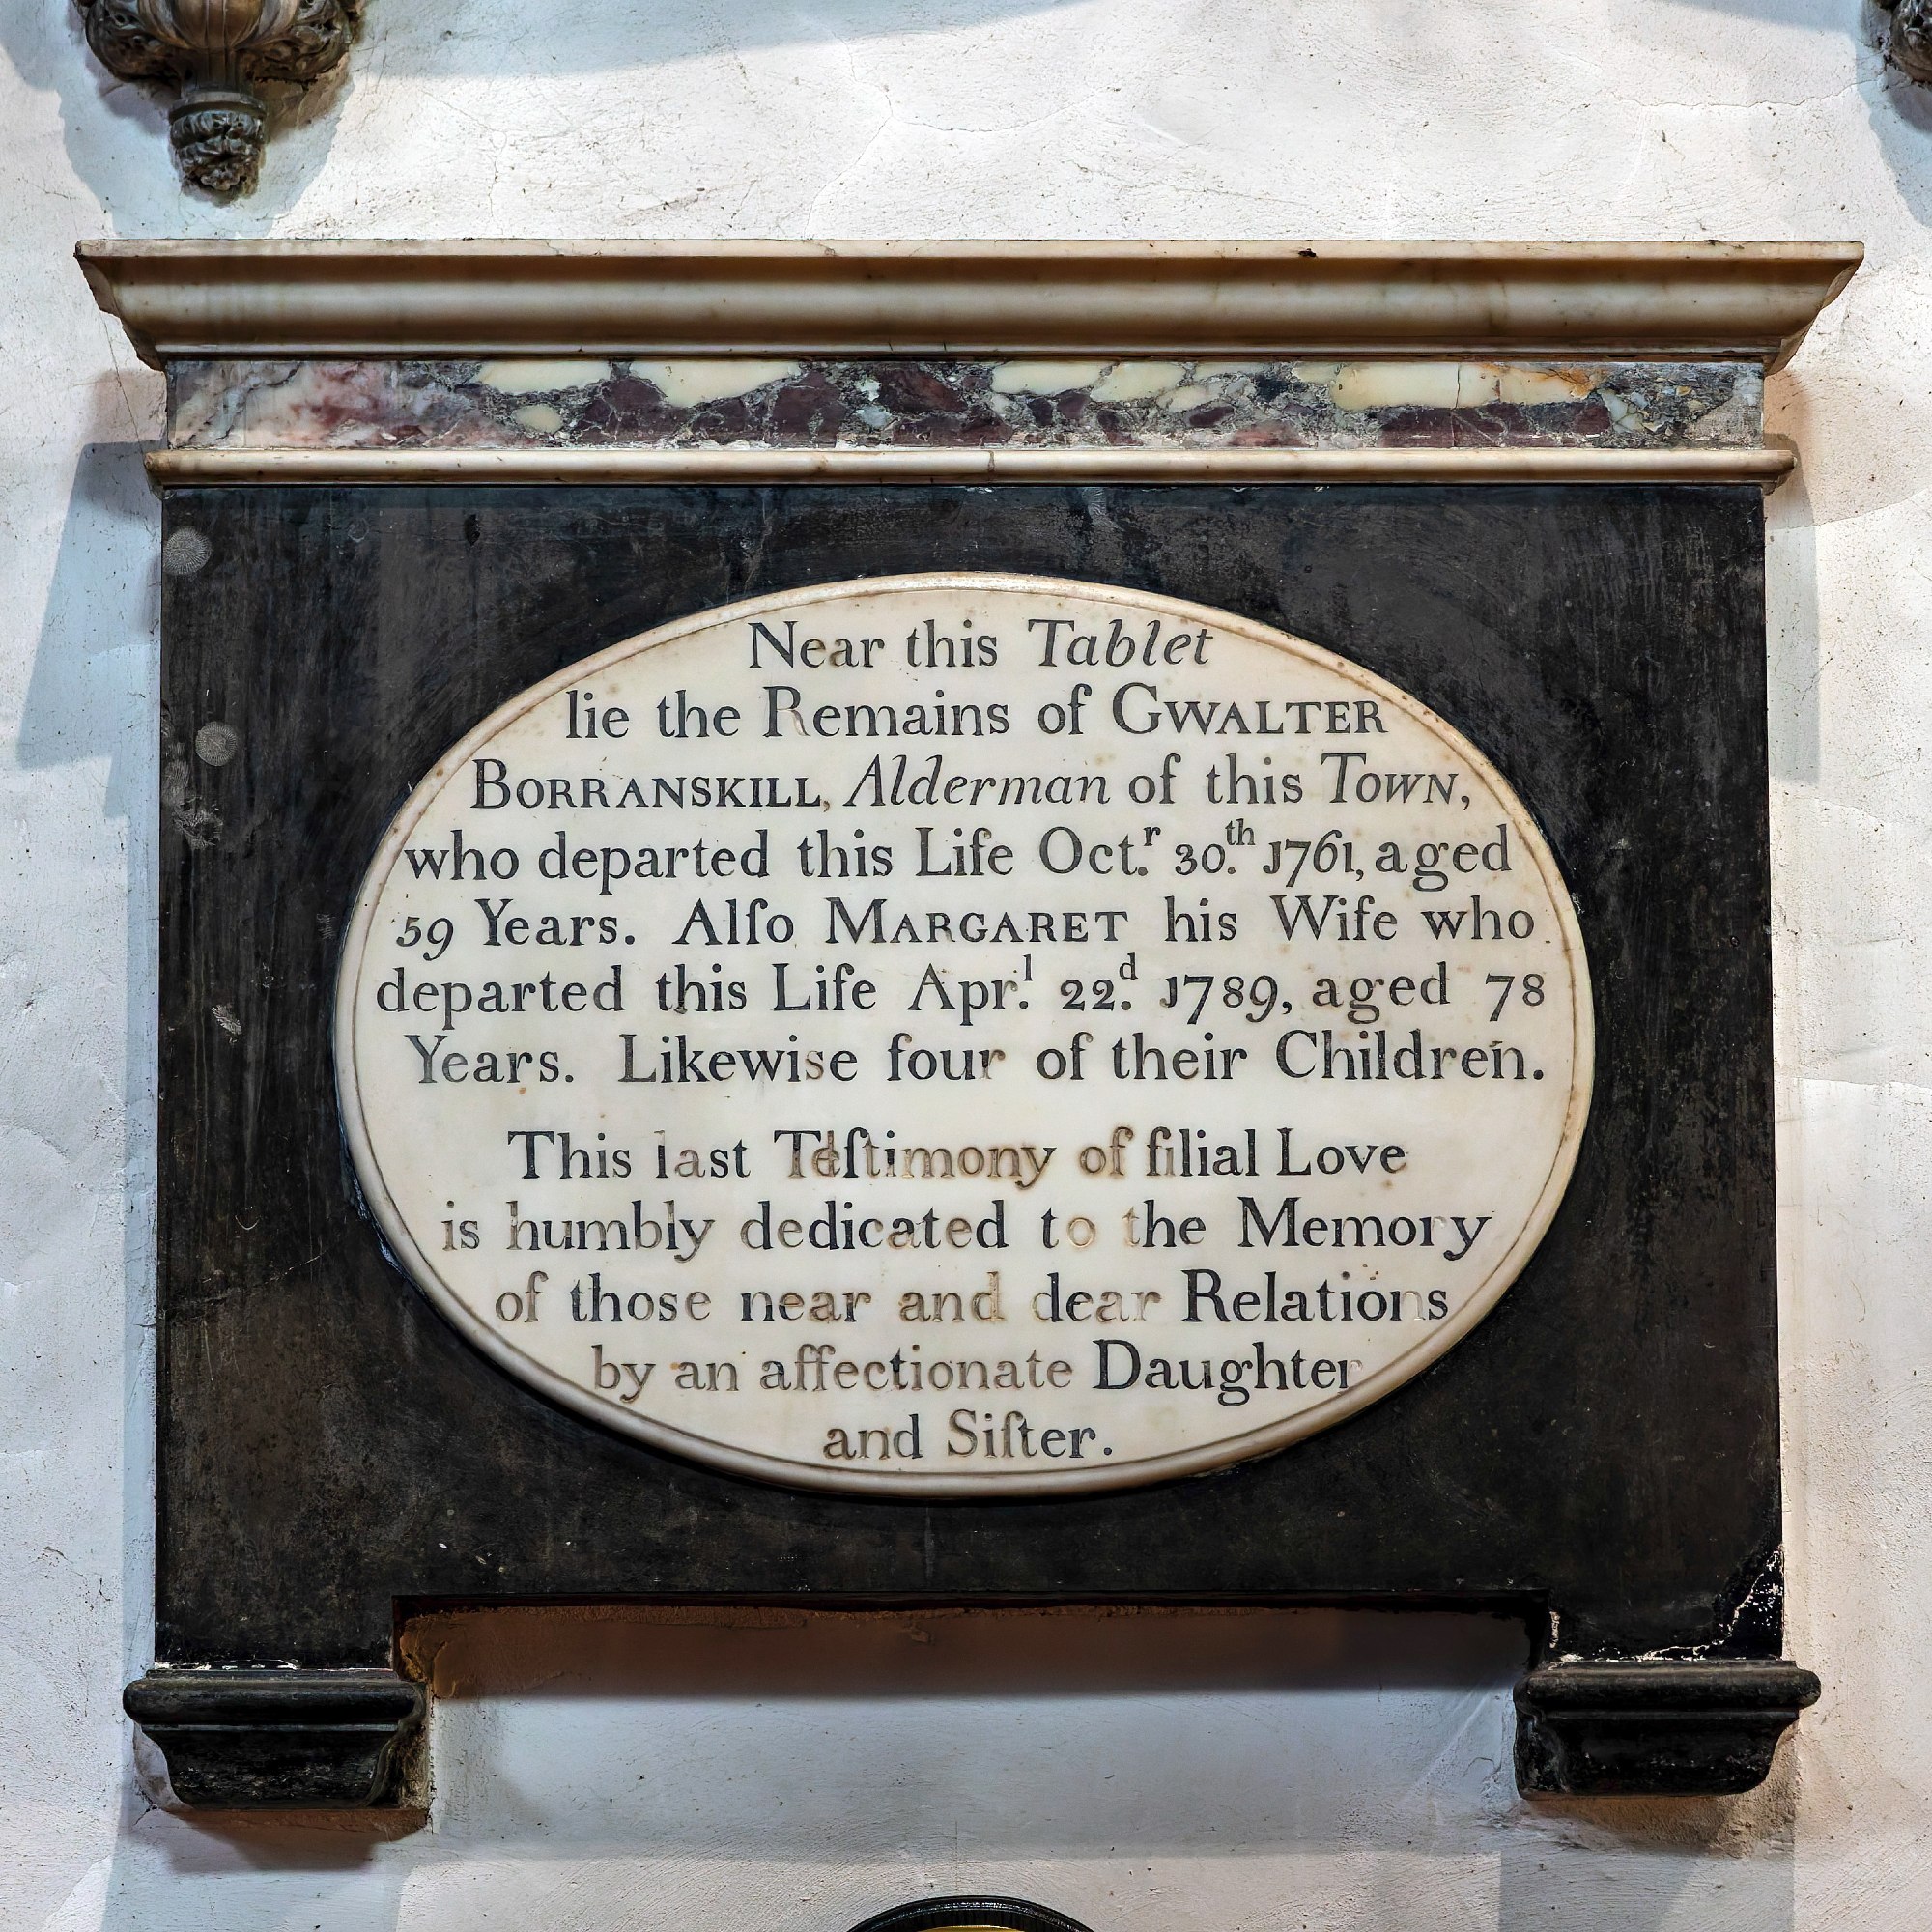 Near this Tablet
lie the Remains of GWALTER
BORRANSKILL, Alderman of this TOWN,
who departed this Life Oct.ʳ 30.ᵗʰ 1761, aged
59 Years. Alſo MARGARET his Wife who
departed this Life Apr.ˡ 22.ᵈ 1789, aged 78
Years. Likewise four of their Children.
This last Teſtimony of filial Love
is humbly dedicated to the Memory
of those near and dear Relations
by an affectionate Daughter
and Siſter.